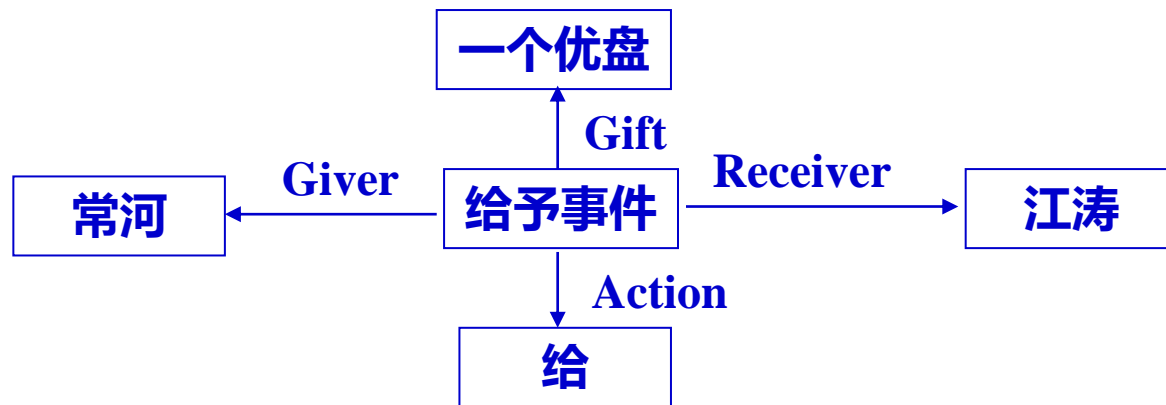 一个优盘
Gift
Giver
Receiver
常河
给予事件
江涛
Action
给